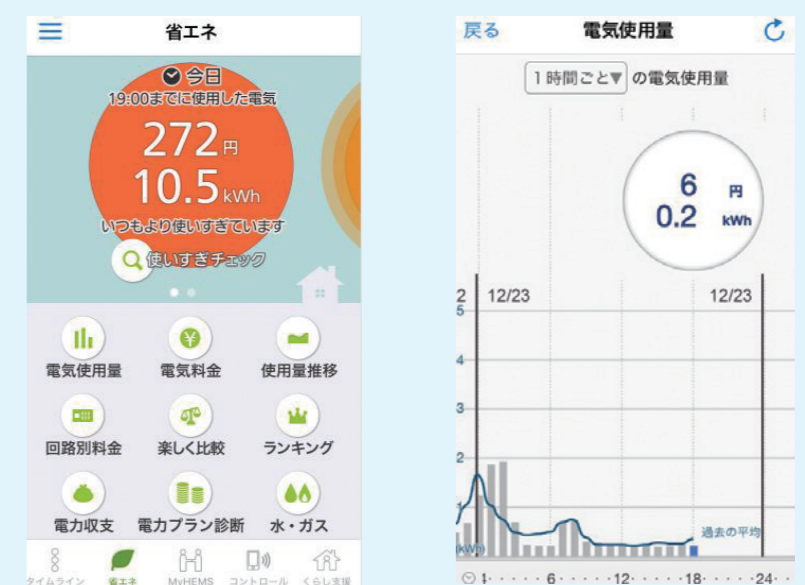 省エネ
今日
19:00までに使用した電気
272円
10.5kWh
いつもより使いすぎています
使いすぎチェック
電気使用量
電気料金
使用量推移
回路別料金
楽しく比較
ランキング
電力収支
電力プラン診断
水・ガス
タイムライン
省エネ
MyHEMS
コントロール
くらし支援
戻る
電気使用量
1時間ごと▼ の電気使用量
6 円
0.2 kWh
2
12/23
12/23
5
4
3
2
1
過去の平均
(kWh)
1・・・・・6・・・・・12・・・・・18・・・・・24・・